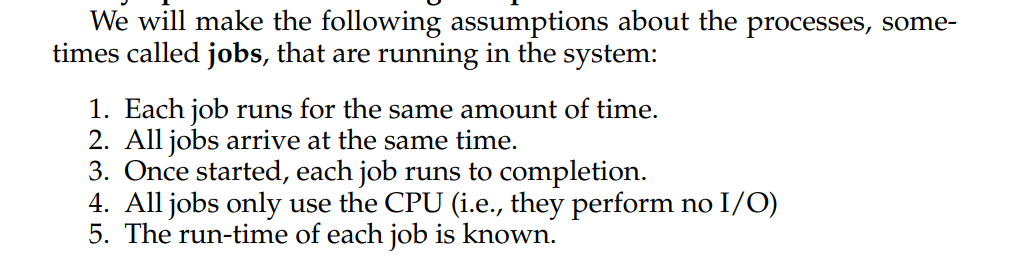 We will make the following assumptions about the processes, some-
times called jobs, that are running in the system:
1. Each job runs for the same amount of time.
2. All jobs arrive at the same time.
3. Once started, each job runs to completion.
4. All jobs only use the CPU (i.e., they perform no I/O)
5. The run-time of each job is known.